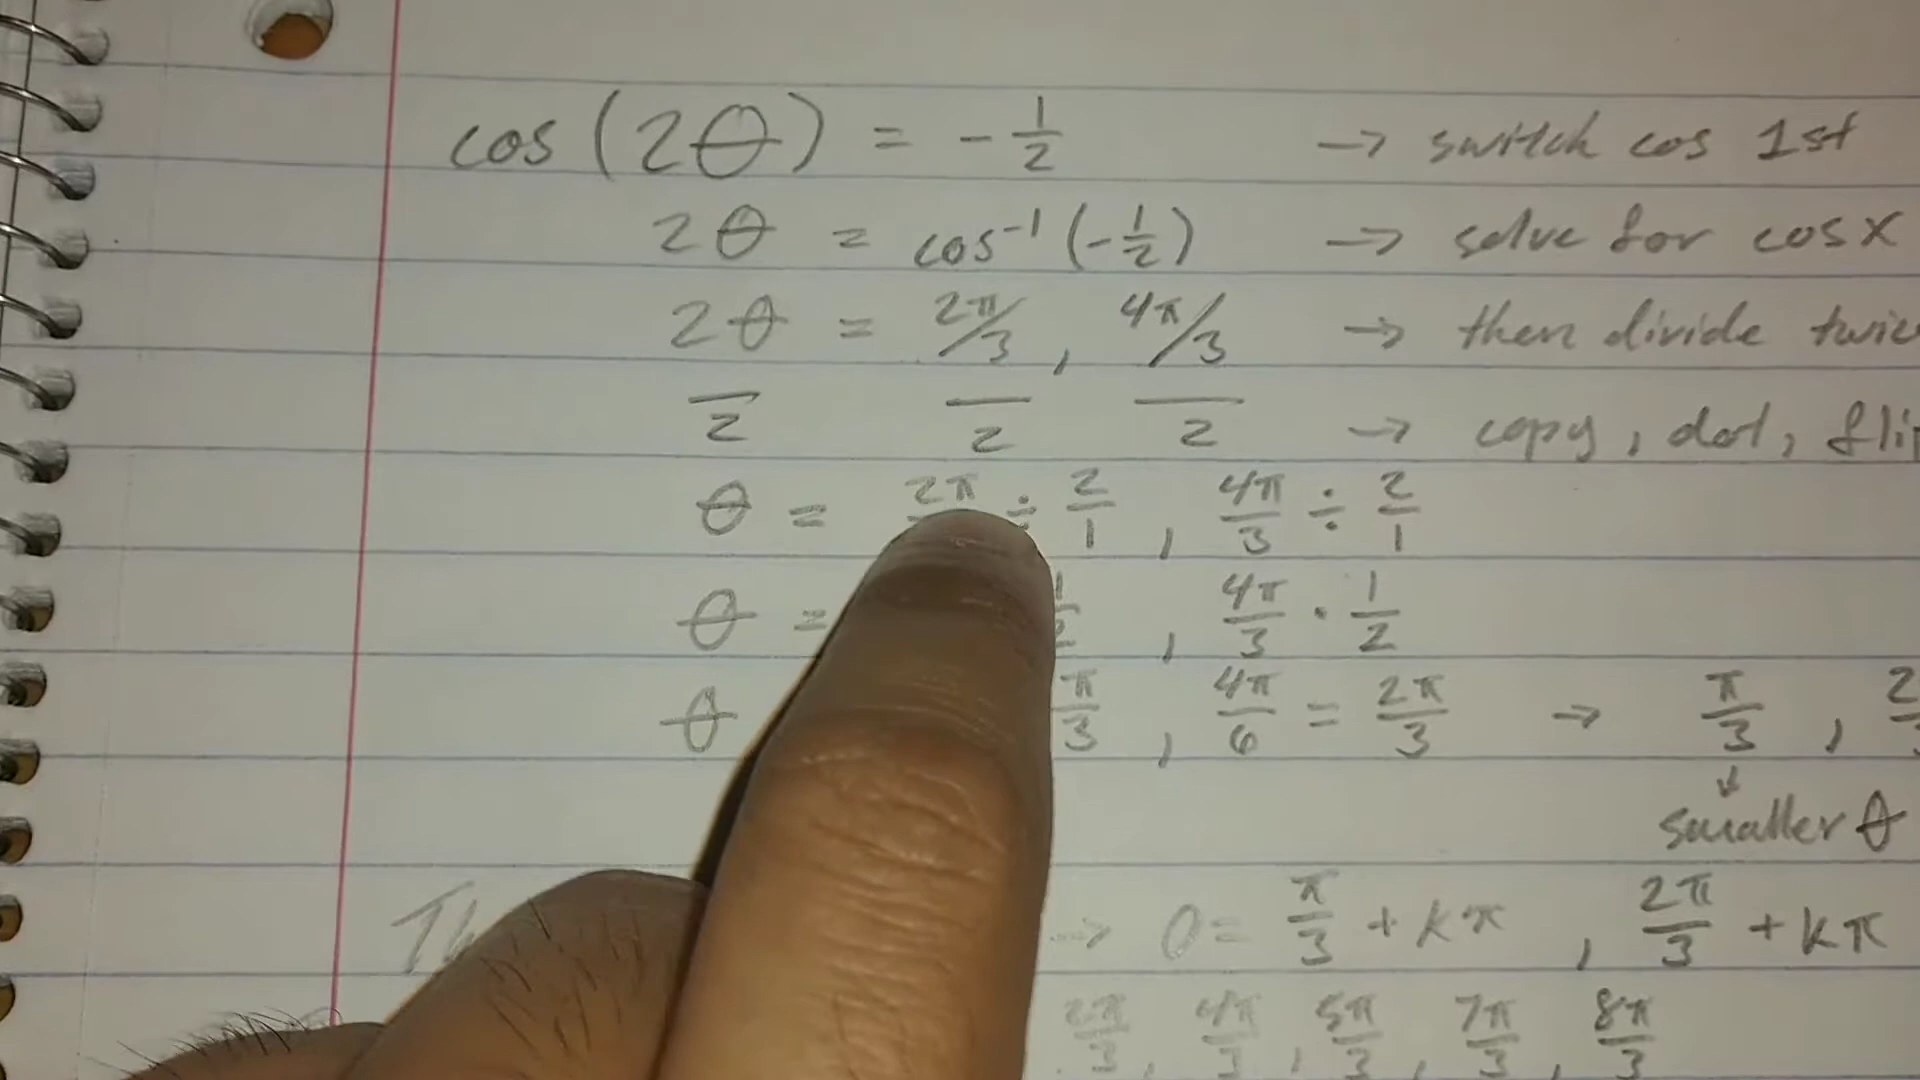 cos(2θ) = -1/2 → switch cos 1st
2θ = cos⁻¹(-1/2) → solve for cosx
2θ = 2π/3, 4π/3 → then divide
2 2 2 → copy, dot,
θ = 2π ÷ 2/1, 4π/3 ÷ 2/1
θ = , 4π/3 · 1/2
θ π/3, 4π/6 = 2π/3 → π/3,
↓
smaller θ
→ θ = π/3 + kπ, 2π/3 + kπ
2π/3, 4π/3, 5π/3, 7π/3, 8π/3